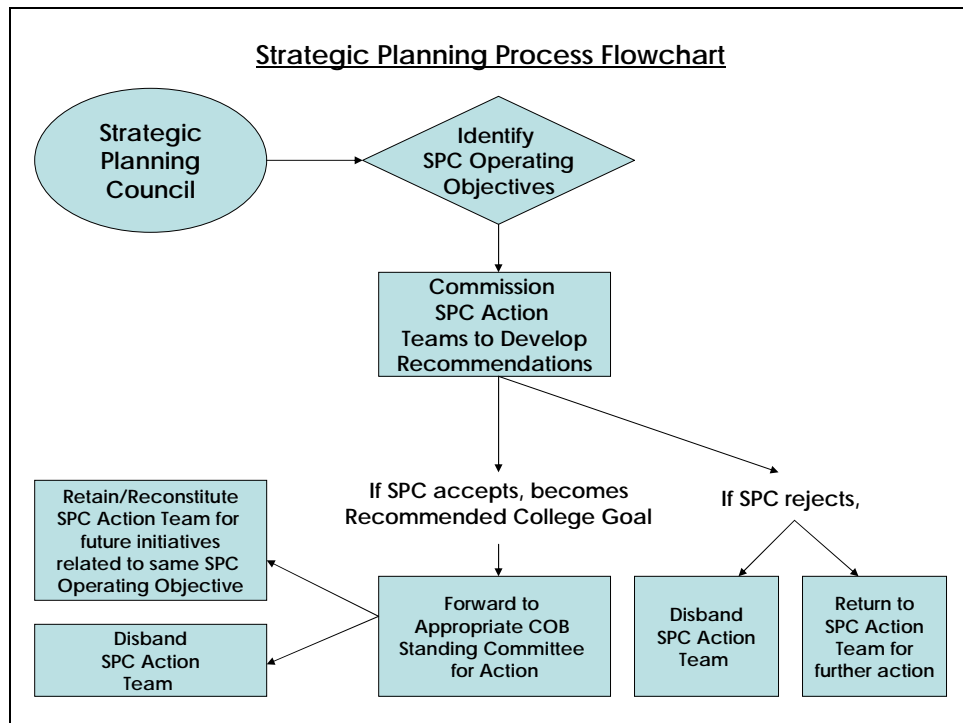 Strategic Planning Process Flowchart
Strategic
Planning
Council
Identify
SPC Operating
Objectives
Commission
SPC Action
Teams to Develop
Recommendations
If SPC accepts, becomes
Recommended College Goal
If SPC rejects,
Retain/Reconstitute
SPC Action Team for
future initiatives
related to same SPC
Operating Objective
Disband
SPC Action
Team
Forward to
Appropriate COB
Standing Committee
for Action
Disband
SPC Action
Team
Return to
SPC Action
Team for
further action